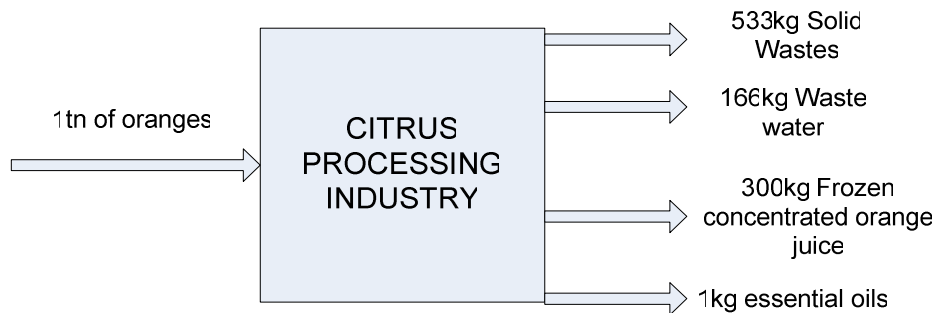 1tn of oranges
CITRUS
PROCESSING
INDUSTRY
533kg Solid
Wastes
166kg Waste
water
300kg Frozen
concentrated orange
juice
1kg essential oils